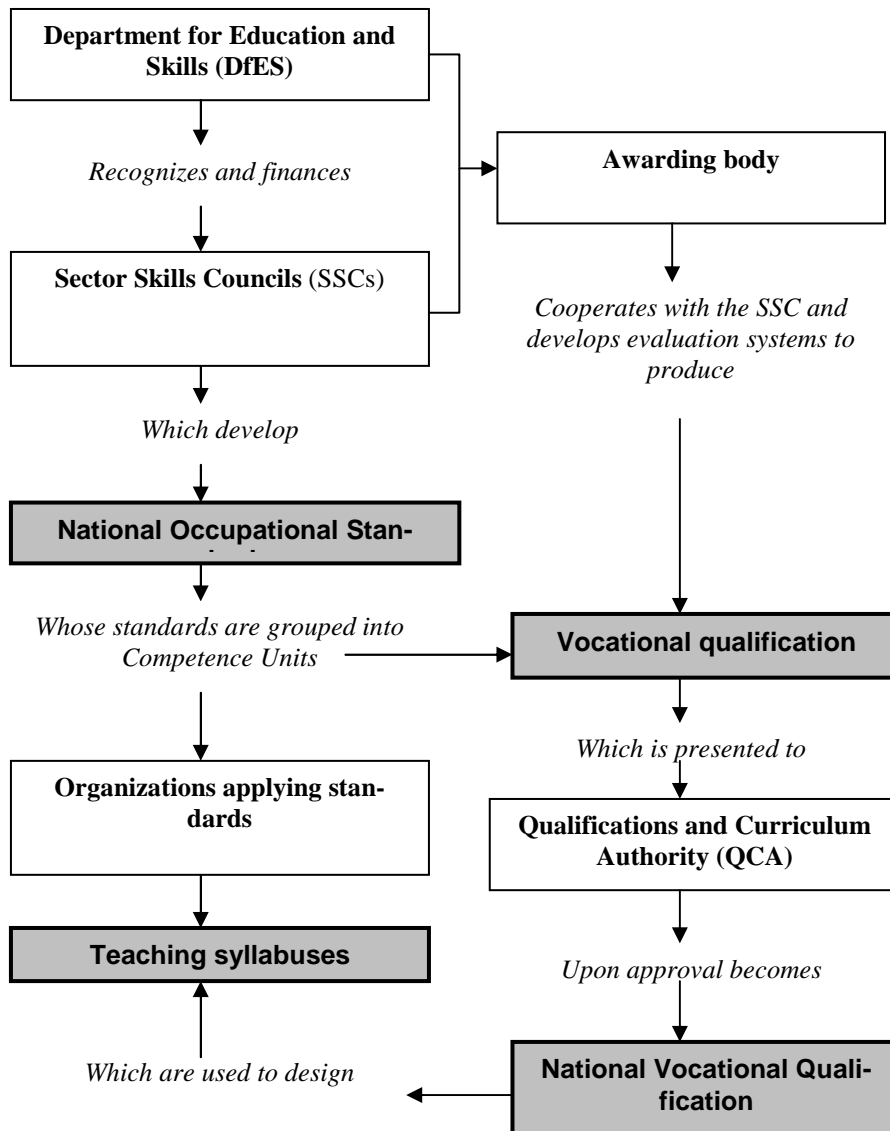 Department for Education and
Skills (DfES)
Recognizes and finances
Awarding body
Sector Skills Councils (SSCs)
Cooperates with the SSC and
develops evaluation systems to
produce
Which develop
National Occupational Stan-
Whose standards are grouped into
Competence Units
Vocational qualification
Which is presented to
Organizations applying stan-
dards
Qualifications and Curriculum
Authority (QCA)
Teaching syllabuses
Upon approval becomes
Which are used to design
National Vocational Quali-
fication